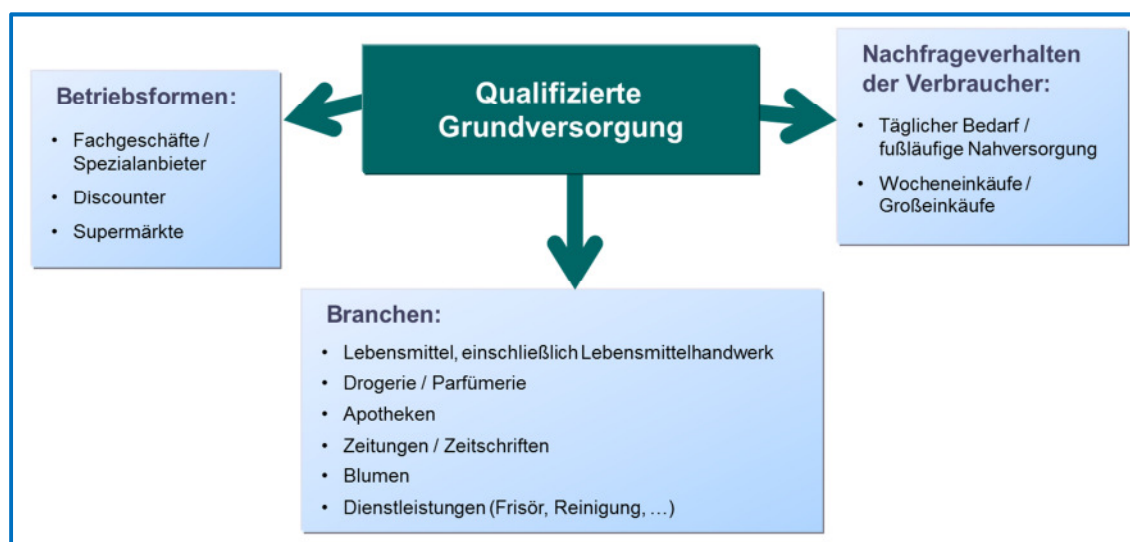 Qualifizierte
Grundversorgung
Betriebsformen:
• Fachgeschäfte /
Spezialanbieter
• Discounter
• Supermärkte
Nachfrageverhalten
der Verbraucher:
• Täglicher Bedarf /
fußläufige Nahversorgung
• Wocheneinkäufe /
Großeinkäufe
Branchen:
• Lebensmittel, einschließlich Lebensmittelhandwerk
• Drogerie / Parfümerie
• Apotheken
• Zeitungen / Zeitschriften
• Blumen
• Dienstleistungen (Frisör, Reinigung, …)